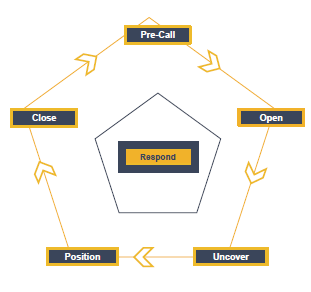 Pre-Call
Close
Open
Respond
Position
Uncover